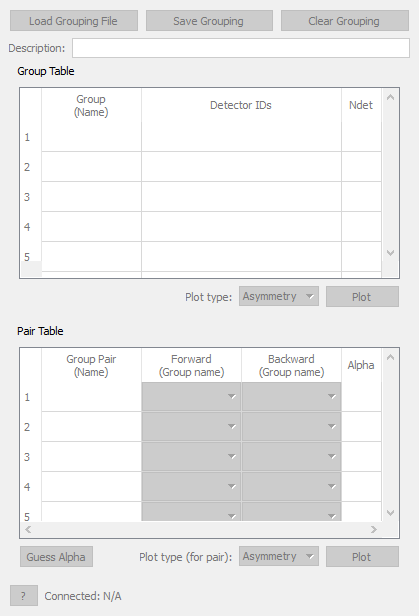 Load Grouping File Save Grouping Clear Grouping
Description:
Group Table
Group
(Name) Detector IDs Ndet
1
2
3
4
5
Plot type: Asymmetry Plot
Pair Table
Group Pair Forward Backward Alpha
(Name) (Group name) (Group name)
1
2
3
4
5
Guess Alpha Plot type (for pair): Asymmetry Plot
? Connected: N/A